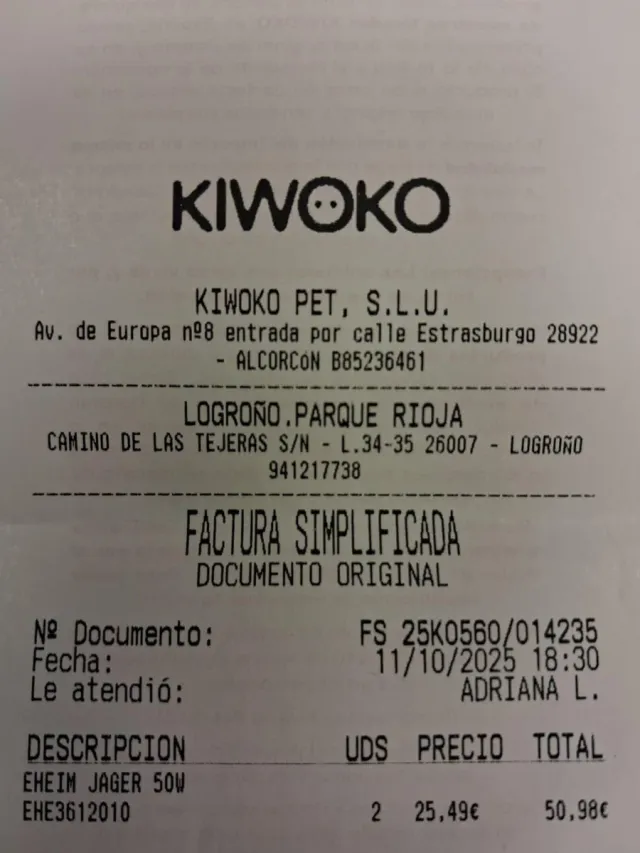 KIWOKO
KIWOKO PET, S.L.U.
Av. de Europa nº8 entrada por calle Estrasburgo 28922
- ALCORCóN B85236461
LOGROÑO.PARQUE RIOJA
CAMINO DE LAS TEJERAS S/N - L.34-35 26007 - LOGROñO
941217738
FACTURA SIMPLIFICADA
DOCUMENTO ORIGINAL
Nº Documento: FS 25K0560/014235
Fecha: 11/10/2025 18:30
Le atendió: ADRIANA L.
DESCRIPCION UDS PRECIO TOTAL
EHEIM JAGER 50W
EHE3612010 2 25,49€ 50,98€